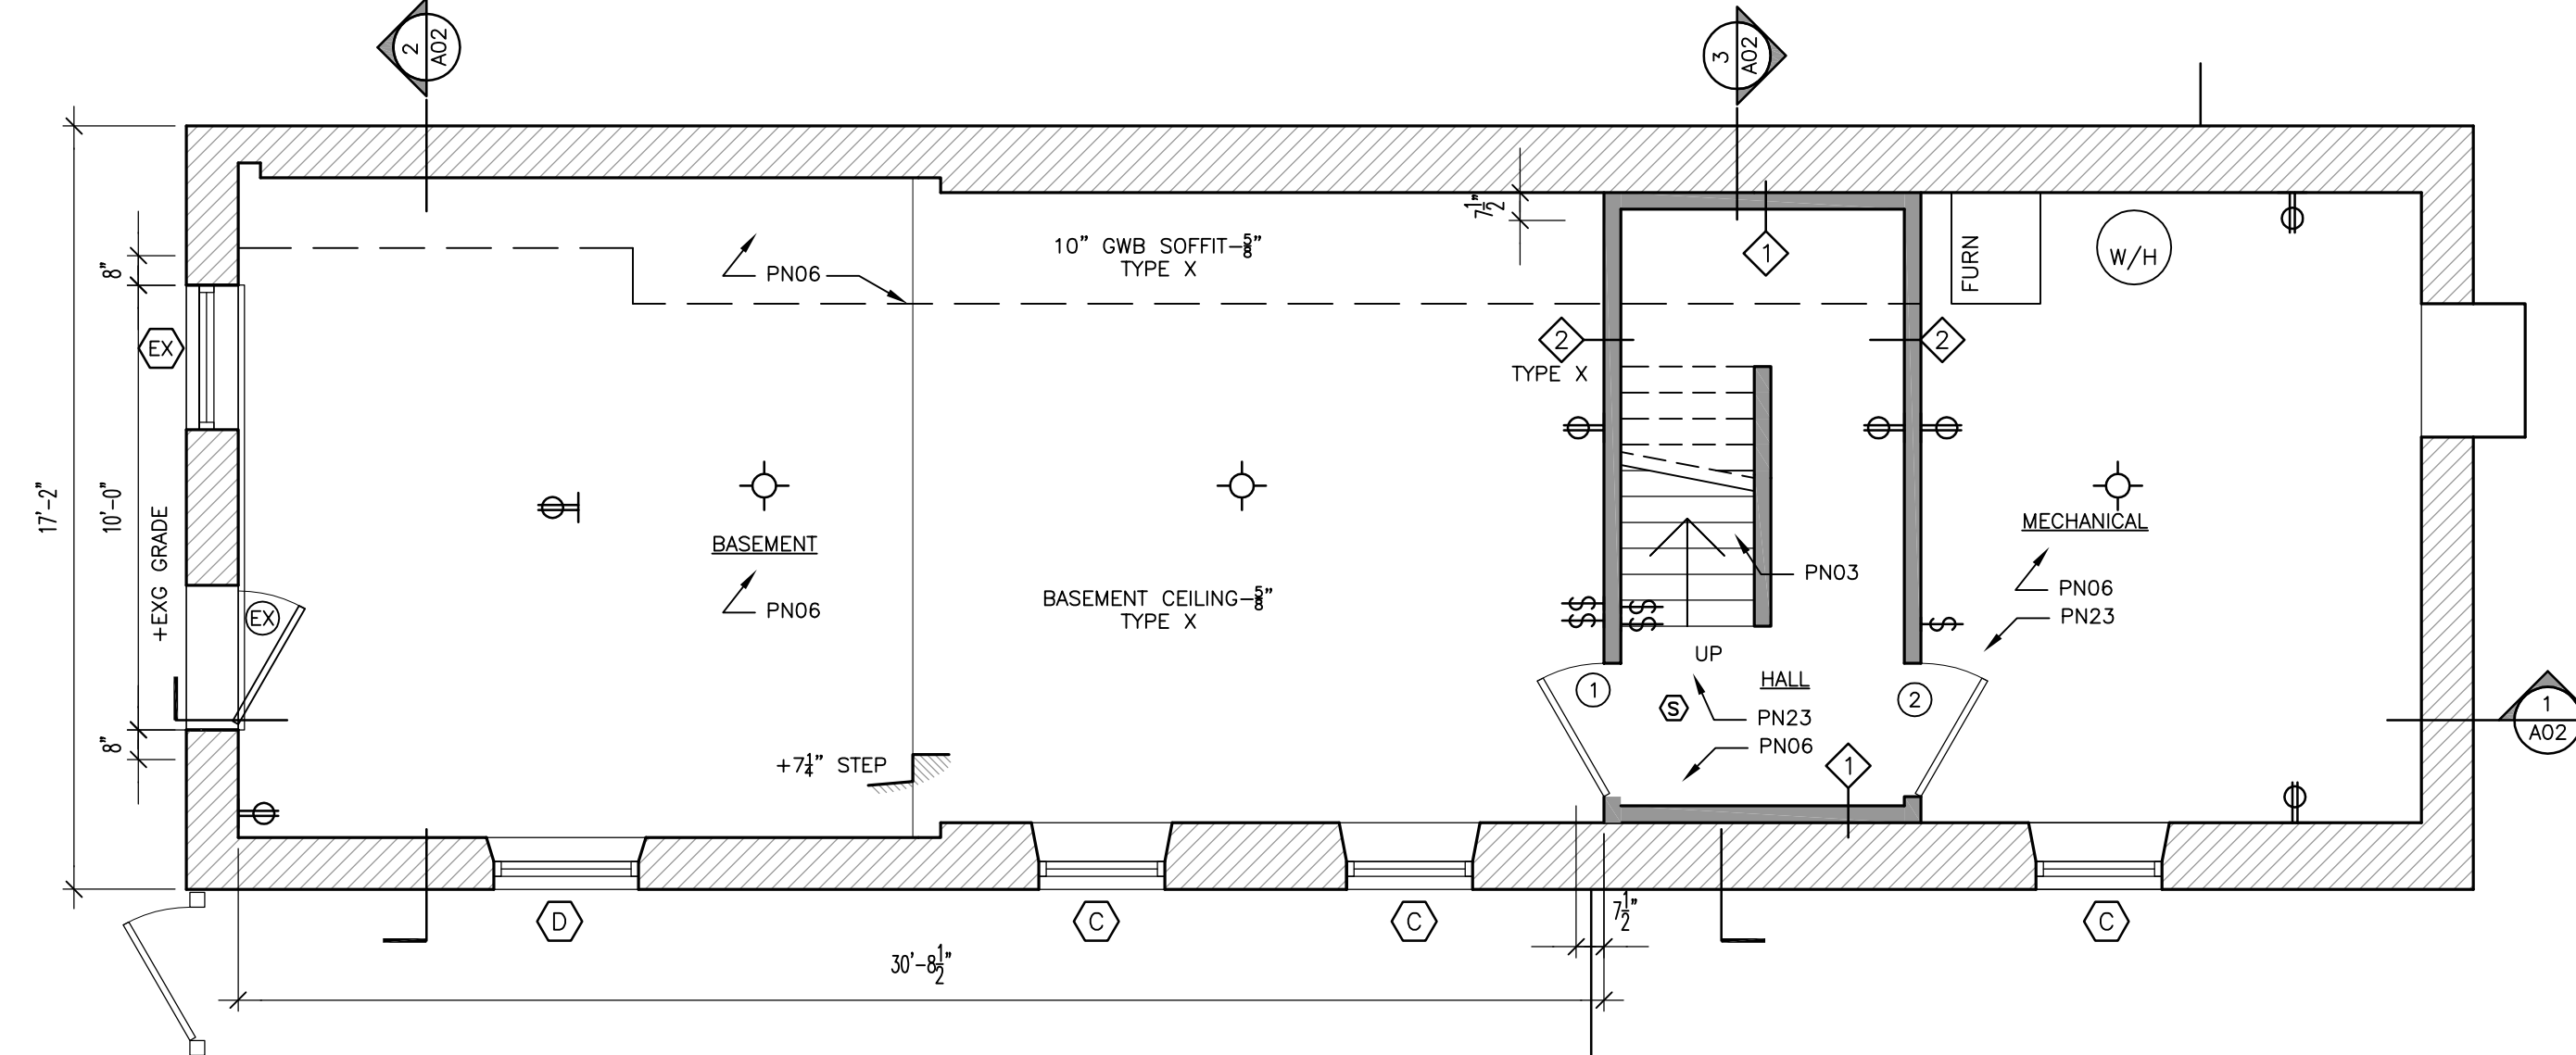 2
A02
3
A02
10" GWB SOFFIT-5/8"
TYPE X
7 1/2"
1
PN06
FURN
W/H
8"
EX
2
2
TYPE X
17'-2"
10'-0"
+EXG GRADE
BASEMENT
PN06
BASEMENT CEILING-5/8"
TYPE X
EX
PN03
MECHANICAL
PN06
PN23
$$
$$
$
UP
HALL
1
2
S
PN23
PN06
1
A02
8"
+7 1/4" STEP
1
D
C
C
7 1/2"
C
30'-8 1/2"